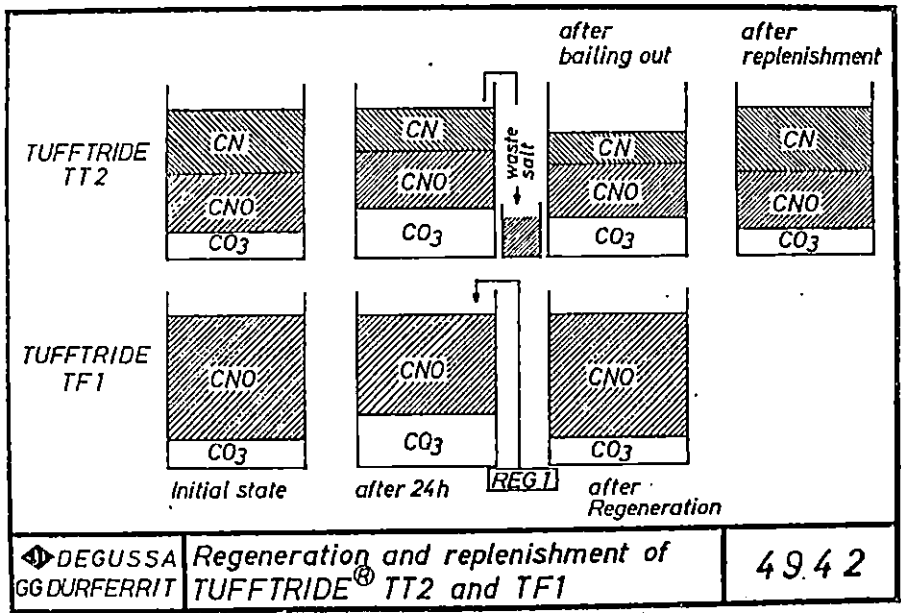 after
bailing out
after
replenishment
TUFFTRIDE
TT2
CN
CNO
CO3
CN
CNO
CO3
waste
salt
CN
CNO
CO3
CN
CNO
CO3
TUFFTRIDE
TF1
CNO
CO3
CNO
CO3
CNO
CO3
Initial state
after 24h
REG 1
after
Regeneration
DEGUSSA
GG DURFERRIT
Regeneration and replenishment of
TUFFTRIDE® TT2 and TF1
49.42